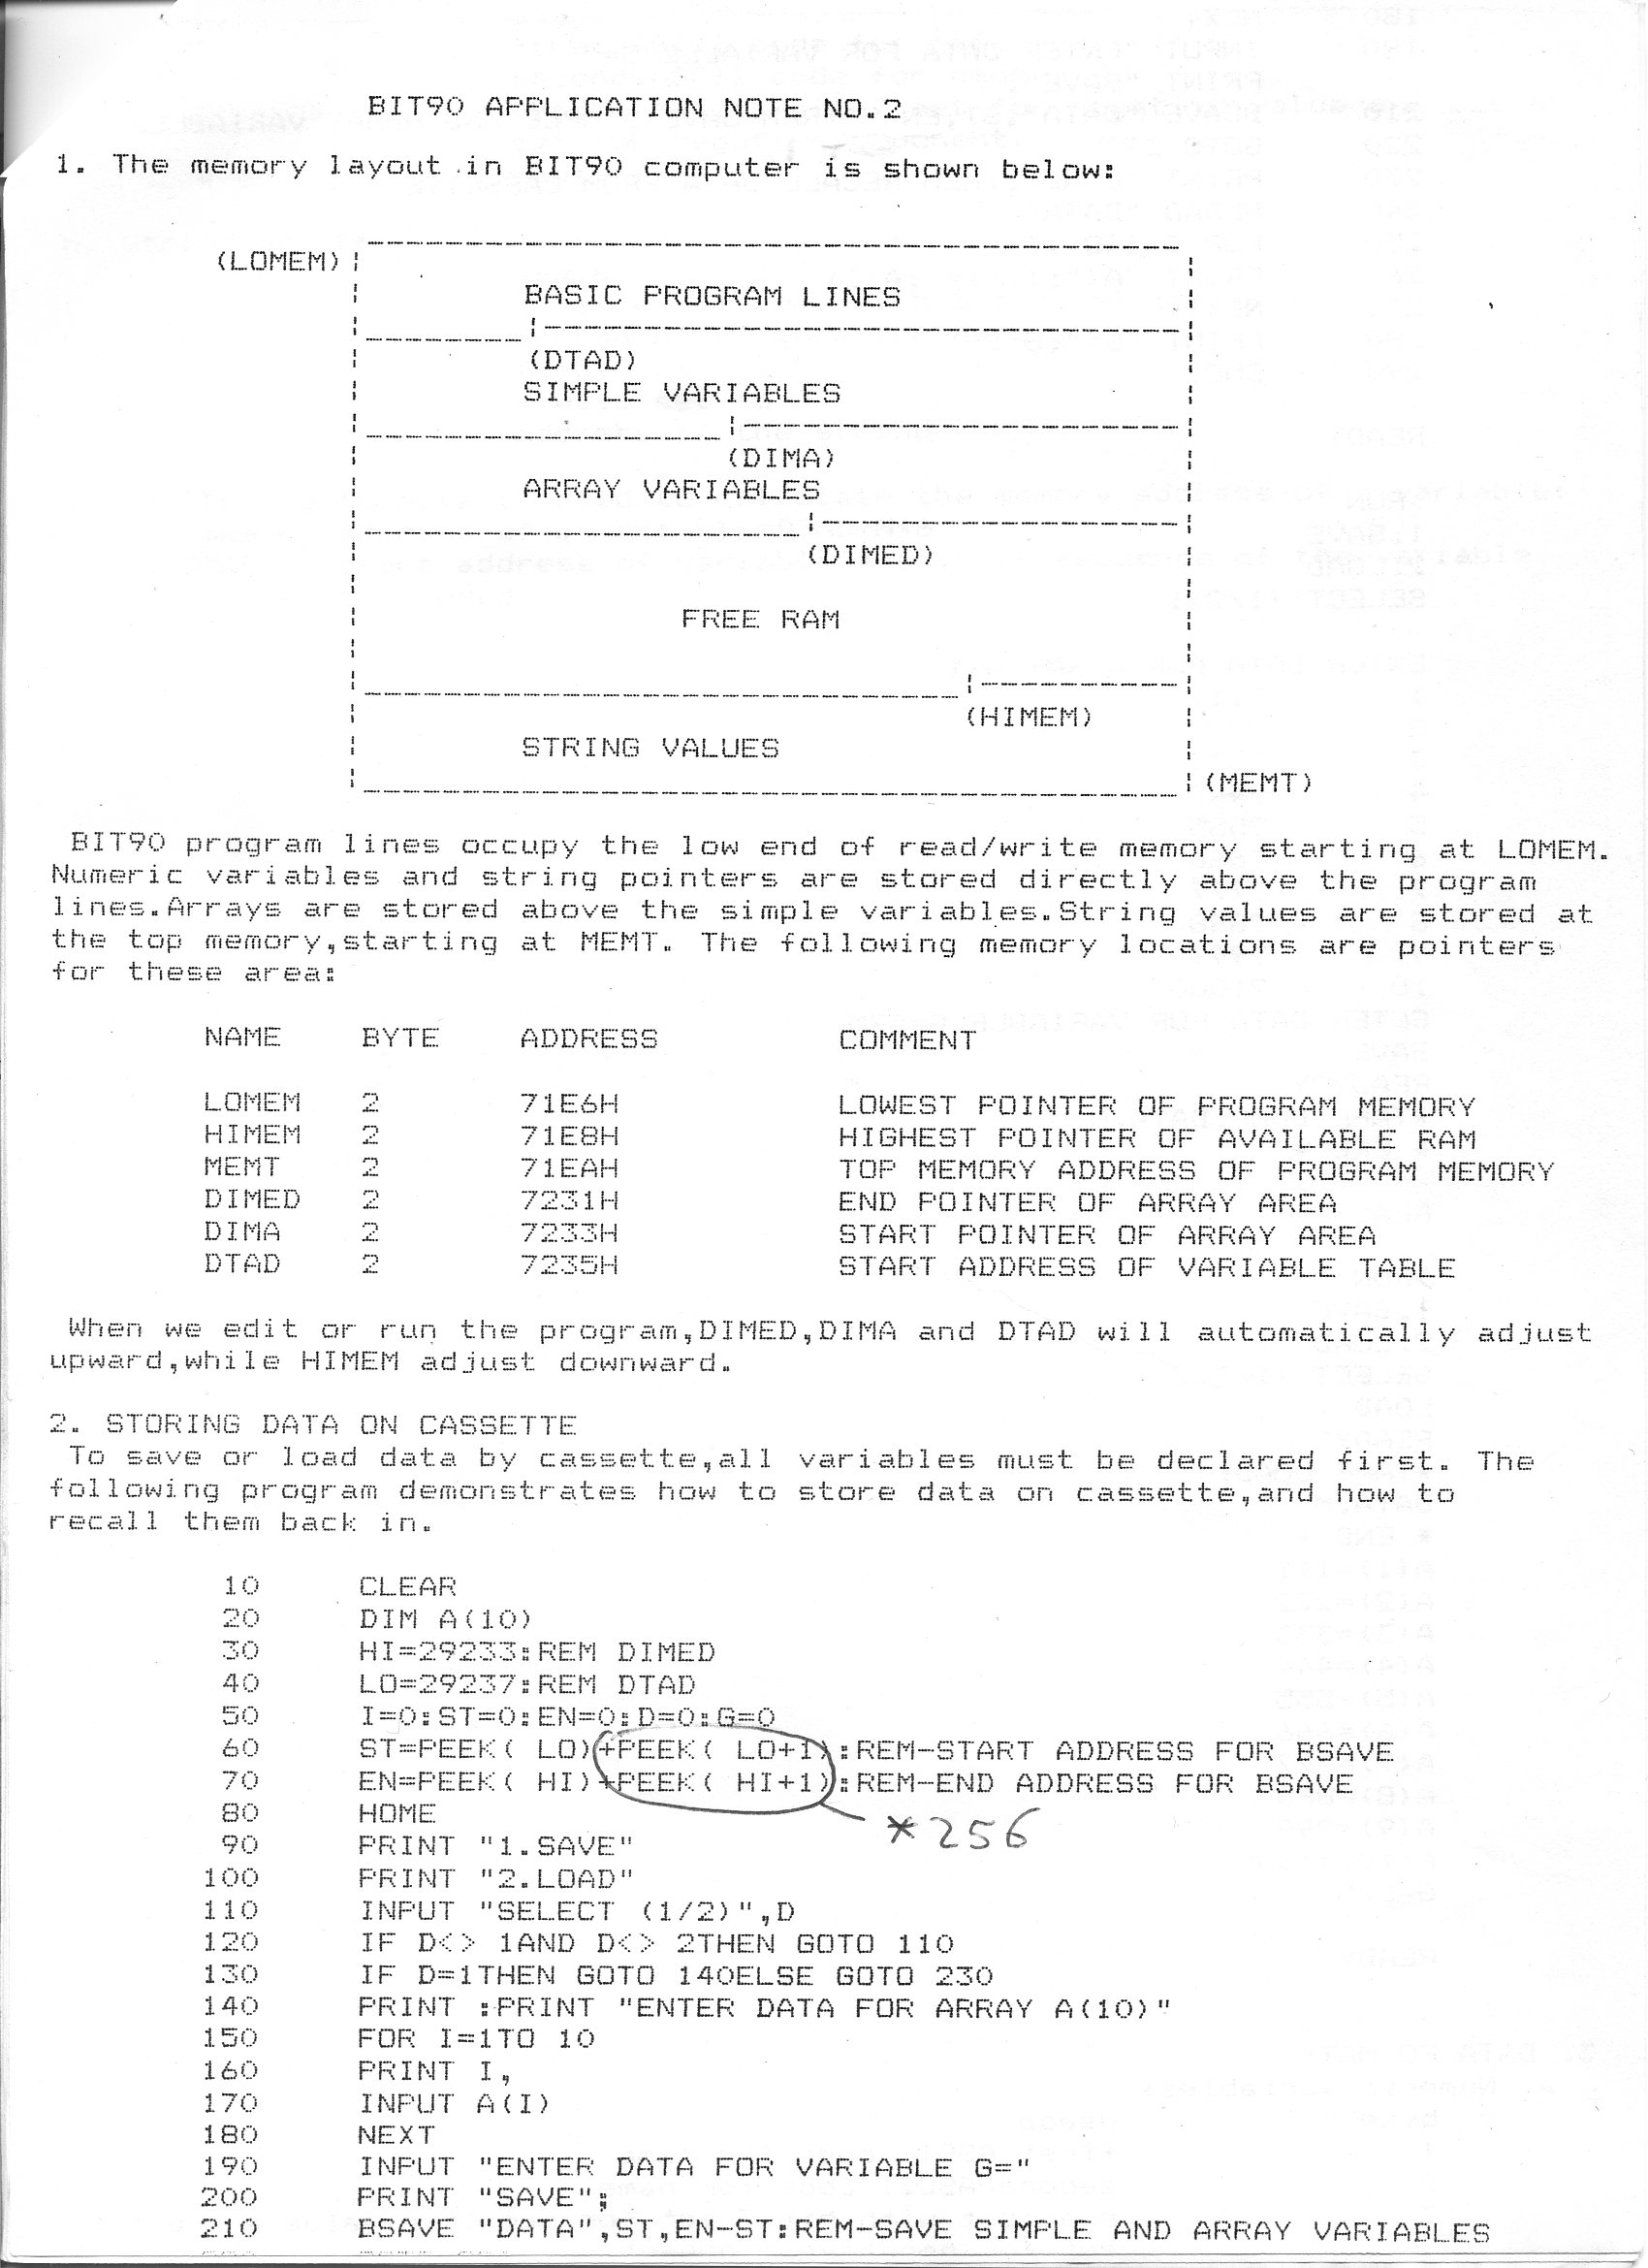 BIT90 APPLICATION NOTE NO.2
1. The memory layout in BIT90 computer is shown below:
(LOMEM)
BASIC PROGRAM LINES
(DTAD)
SIMPLE VARIABLES
(DIMA)
ARRAY VARIABLES
(DIMED)
FREE RAM
(HIMEM)
STRING VALUES
(MEMT)
BIT90 program lines occupy the low end of read/write memory starting at LOMEM.
Numeric variables and string pointers are stored directly above the program
lines.Arrays are stored above the simple variables.String values are stored at
the top memory,starting at MEMT. The following memory locations are pointers
for these area:
NAME BYTE ADDRESS COMMENT
LOMEM 2 71E6H LOWEST POINTER OF PROGRAM MEMORY
HIMEM 2 71E8H HIGHEST POINTER OF AVAILABLE RAM
MEMT 2 71EAH TOP MEMORY ADDRESS OF PROGRAM MEMORY
DIMED 2 7231H END POINTER OF ARRAY AREA
DIMA 2 7233H START POINTER OF ARRAY AREA
DTAD 2 7235H START ADDRESS OF VARIABLE TABLE
When we edit or run the program,DIMED,DIMA and DTAD will automatically adjust
upward,while HIMEM adjust downward.
2. STORING DATA ON CASSETTE
To save or load data by cassette,all variables must be declared first. The
following program demonstrates how to store data on cassette,and how to
recall them back in.
10 CLEAR
20 DIM A(10)
30 HI=29233:REM DIMED
40 LO=29237:REM DTAD
50 I=0:ST=0:EN=0:D=0:G=0
60 ST=PEEK( LO)+PEEK( LO+1):REM-START ADDRESS FOR BSAVE
70 EN=PEEK( HI)+PEEK( HI+1):REM-END ADDRESS FOR BSAVE
80 HOME
*256
90 PRINT "1.SAVE"
100 PRINT "2.LOAD"
110 INPUT "SELECT (1/2)",D
120 IF D<> 1AND D<> 2THEN GOTO 110
130 IF D=1THEN GOTO 140ELSE GOTO 230
140 PRINT :PRINT "ENTER DATA FOR ARRAY A(10)"
150 FOR I=1TO 10
160 PRINT I,
170 INPUT A(I)
180 NEXT
190 INPUT "ENTER DATA FOR VARIABLE G="
200 PRINT "SAVE";
210 BSAVE "DATA",ST,EN-ST:REM-SAVE SIMPLE AND ARRAY VARIABLES